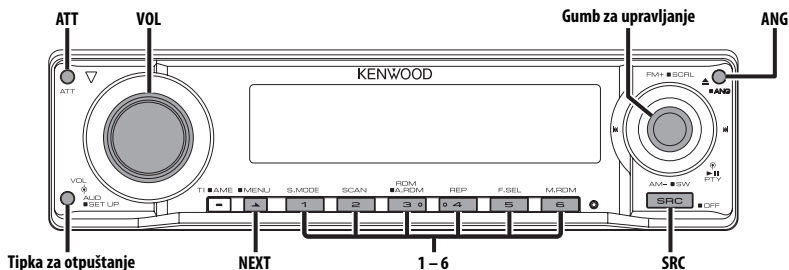 ATT
VOL
Gumb za upravljanje
ANG
ATT
KENWOOD
FM+ ■SCRL
■ANG
VOL
AUD
■SET UP
TI ■AME
■MENU
S.MODE
SCAN
RDM
■A.RDM
REP
F.SEL
M.RDM
1
2
3
4
5
6
PTY
AM– ■SW
SRC
■OFF
Tipka za otpuštanje
NEXT
1 – 6
SRC